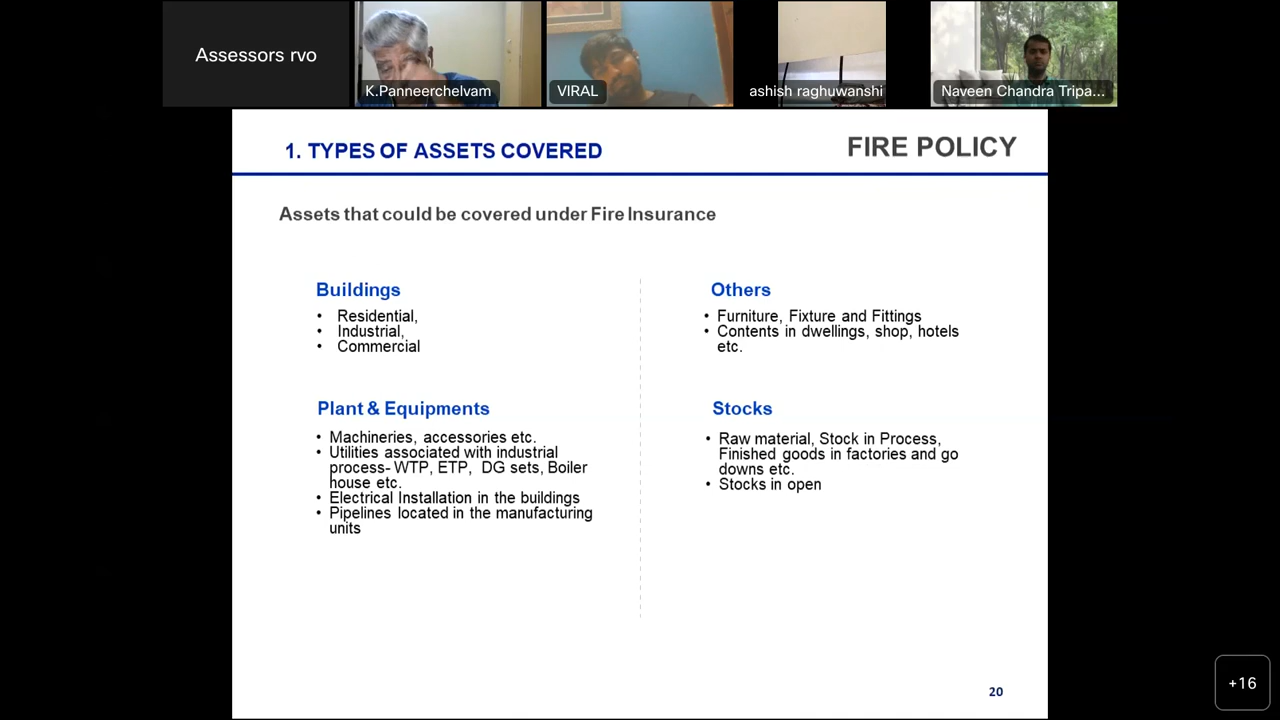 Assessors rvo
K.Panneerchelvam
VIRAL
ashish raghuwanshi
Naveen Chandra Tripa...
1. TYPES OF ASSETS COVERED
FIRE POLICY
Assets that could be covered under Fire Insurance
Buildings
• Residential,
• Industrial,
• Commercial
Others
• Furniture, Fixture and Fittings
• Contents in dwellings, shop, hotels
etc.
Plant & Equipments
• Machineries, accessories etc.
• Utilities associated with industrial
process- WTP, ETP, DG sets, Boiler
house etc.
• Electrical Installation in the buildings
• Pipelines located in the manufacturing
units
Stocks
• Raw material, Stock in Process,
Finished goods in factories and go
downs etc.
• Stocks in open
20
+16